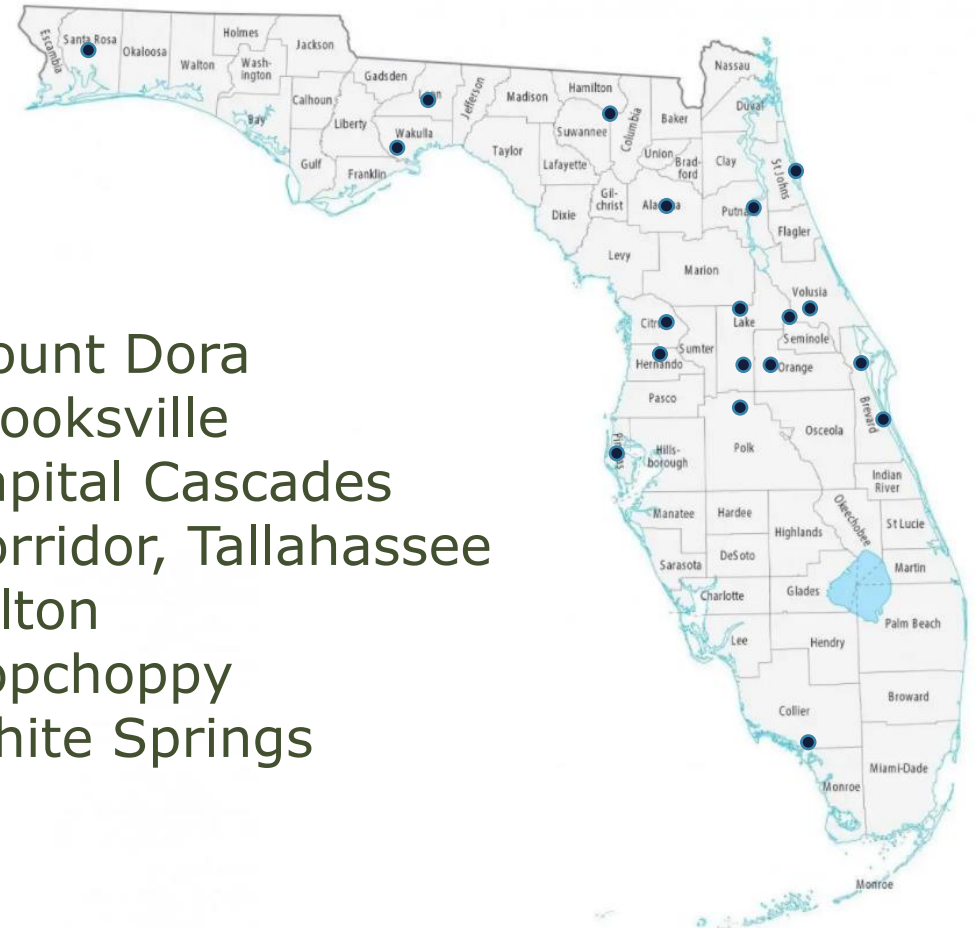 ount Dora
ooksville
apital Cascades
orridor, Tallahassee
lton
opchoppy
hite Springs
Escambia
Santa Rosa
Okaloosa
Walton
Holmes
Wash-
ington
Jackson
Bay
Calhoun
Gulf
Liberty
Gadsden
Franklin
Wakulla
Jefferson
Madison
Taylor
Hamilton
Suwannee
Lafayette
Dixie
Columbia
Gil-
christ
Baker
Union
Brad-
ford
Nassau
Duval
Clay
St Johns
Putn
Flagler
Levy
Marion
Volusia
Lake
Seminole
Orange
Sumter
Hernando
Pasco
Hills-
borough
Polk
Osceola
Brevard
Indian
River
Manatee
Hardee
Highlands
Okeechobee
St Lucie
Sarasota
DeSoto
Martin
Charlotte
Glades
Palm Beach
Lee
Hendry
Broward
Collier
Miami-Dade
Monroe
Monroe